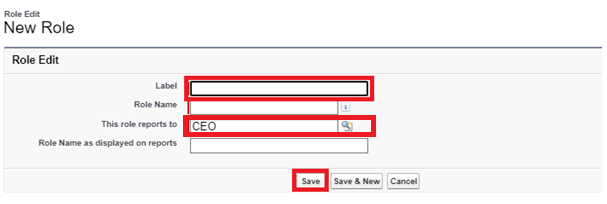 Role Edit
New Role
Role Edit
Label
Role Name
i
This role reports to
CEO
Role Name as displayed on reports
Save Save & New Cancel